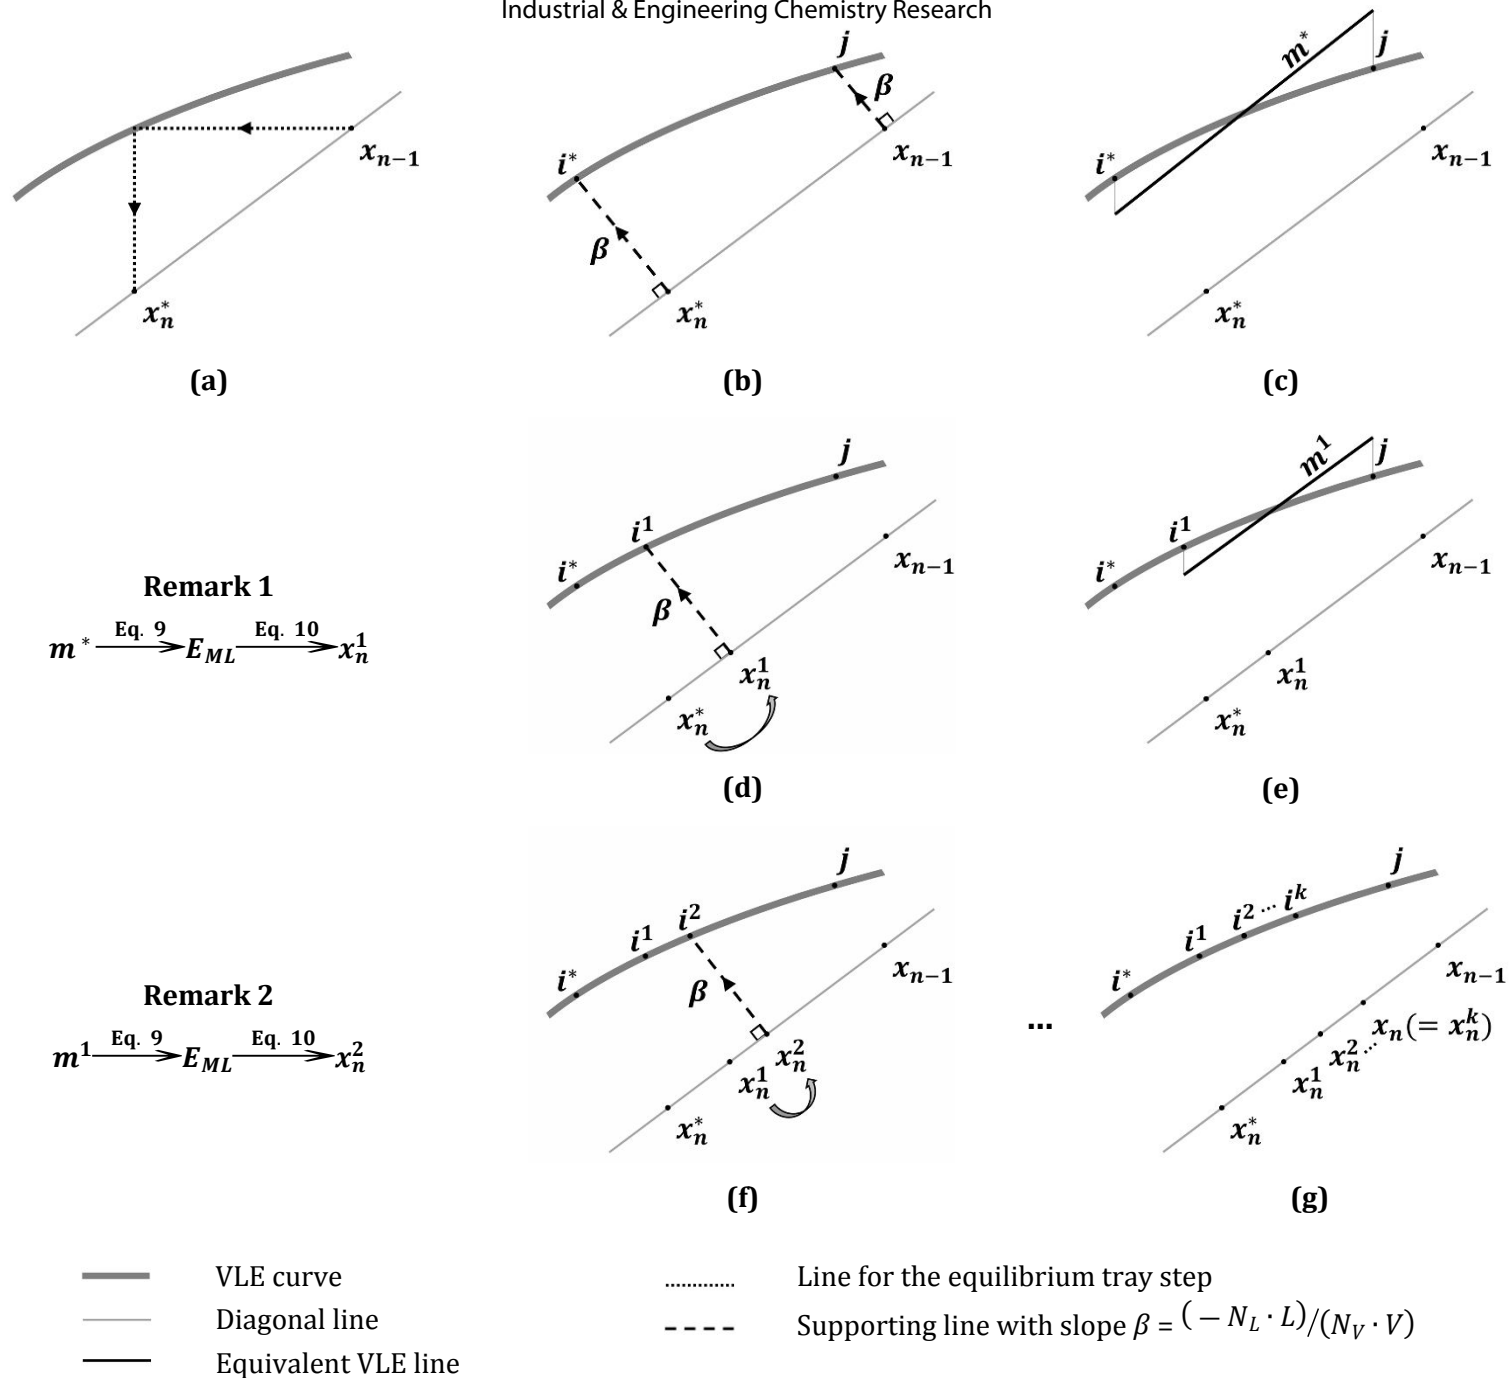 Industrial & Engineering Chemistry Research
x_{n-1}
x_n^*
(a)
j
β
i^*
x_{n-1}
β
x_n^*
(b)
m^*
j
i^*
x_{n-1}
x_n^*
(c)
Remark 1
m^* Eq. 9 E_{ML} Eq. 10 x_n^1
j
i^1
i^*
x_{n-1}
β
x_n^1
x_n^*
(d)
m^1
j
i^1
i^*
x_{n-1}
x_n^1
x_n^*
(e)
Remark 2
m^1 Eq. 9 E_{ML} Eq. 10 x_n^2
j
i^2
i^1
i^*
x_{n-1}
β
x_n^2
x_n^1
x_n^*
(f)
...
j
i^2 ... i^k
i^1
i^*
x_{n-1}
x_n(= x_n^k)
x_n^2 ...
x_n^1
x_n^*
(g)
VLE curve
Diagonal line
Equivalent VLE line
Line for the equilibrium tray step
Supporting line with slope β = (− N_L · L)/(N_V · V)